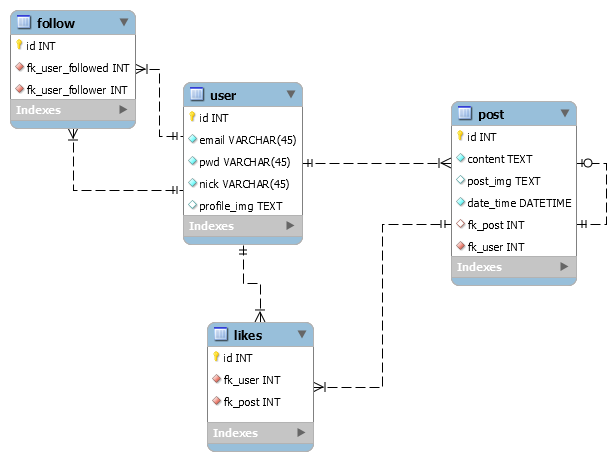 follow
id INT
fk_user_followed INT
fk_user_follower INT
Indexes
user
id INT
email VARCHAR(45)
pwd VARCHAR(45)
nick VARCHAR(45)
profile_img TEXT
Indexes
post
id INT
content TEXT
post_img TEXT
date_time DATETIME
fk_post INT
fk_user INT
Indexes
likes
id INT
fk_user INT
fk_post INT
Indexes